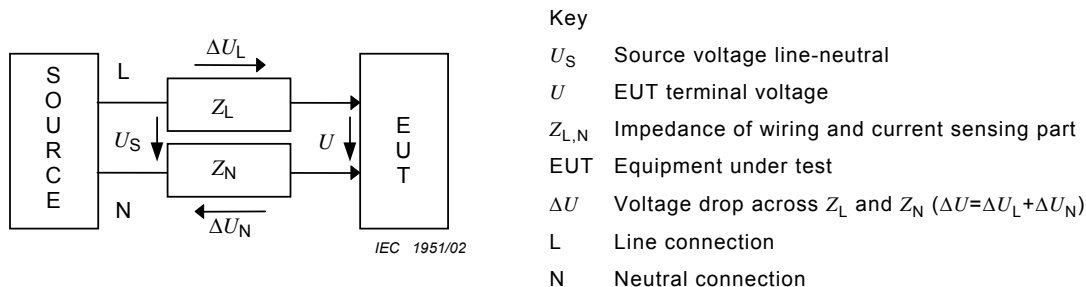 SOURCE
L
ΔU_L
Z_L
U_S
U
Z_N
N
ΔU_N
EUT
IEC 1951/02
Key
U_S Source voltage line-neutral
U EUT terminal voltage
Z_L,N Impedance of wiring and current sensing part
EUT Equipment under test
ΔU Voltage drop across Z_L and Z_N (ΔU=ΔU_L+ΔU_N)
L Line connection
N Neutral connection